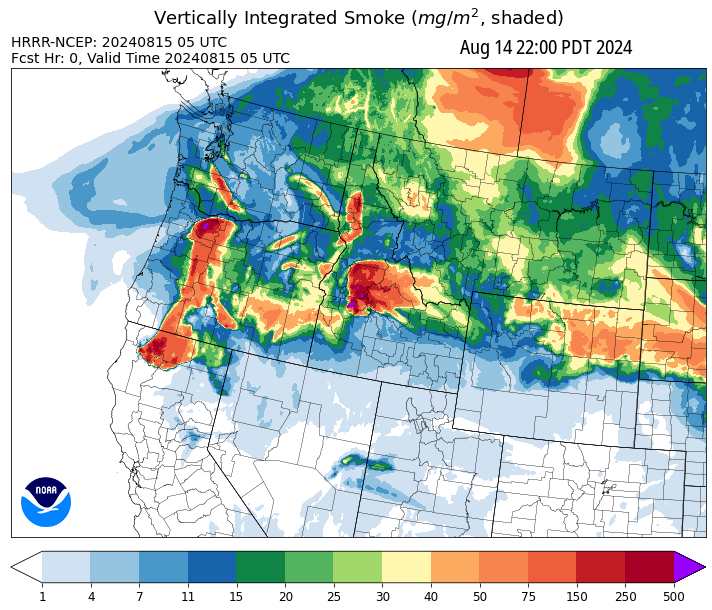 Vertically Integrated Smoke (mg/m², shaded)
HRRR-NCEP: 20240815 05 UTC
Aug 14 22:00 PDT 2024
Fcst Hr: 0, Valid Time 20240815 05 UTC
NOAA
1 4 7 11 15 20 25 30 40 50 75 150 250 500